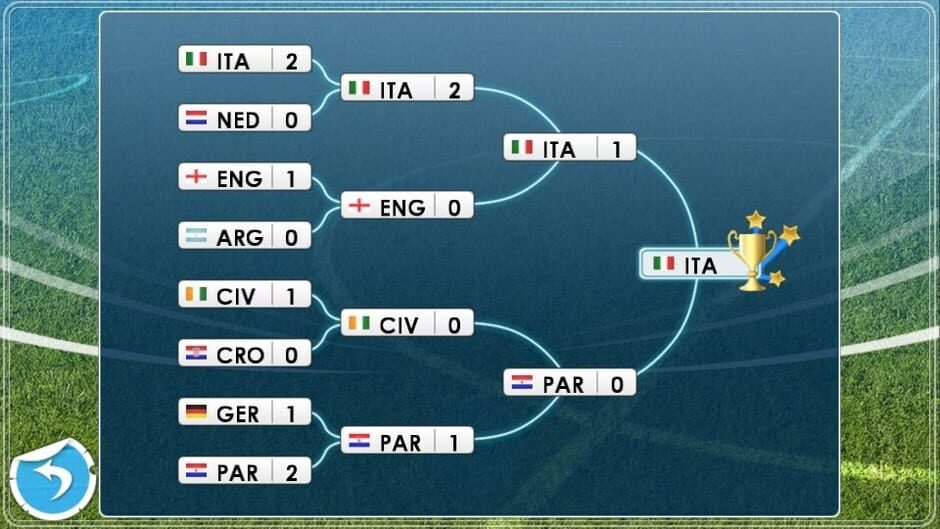 ITA 2
NED 0
ENG 1
ARG 0
CIV 1
CRO 0
GER 1
PAR 2
ITA 2
ENG 0
CIV 0
PAR 1
ITA 1
PAR 0
ITA